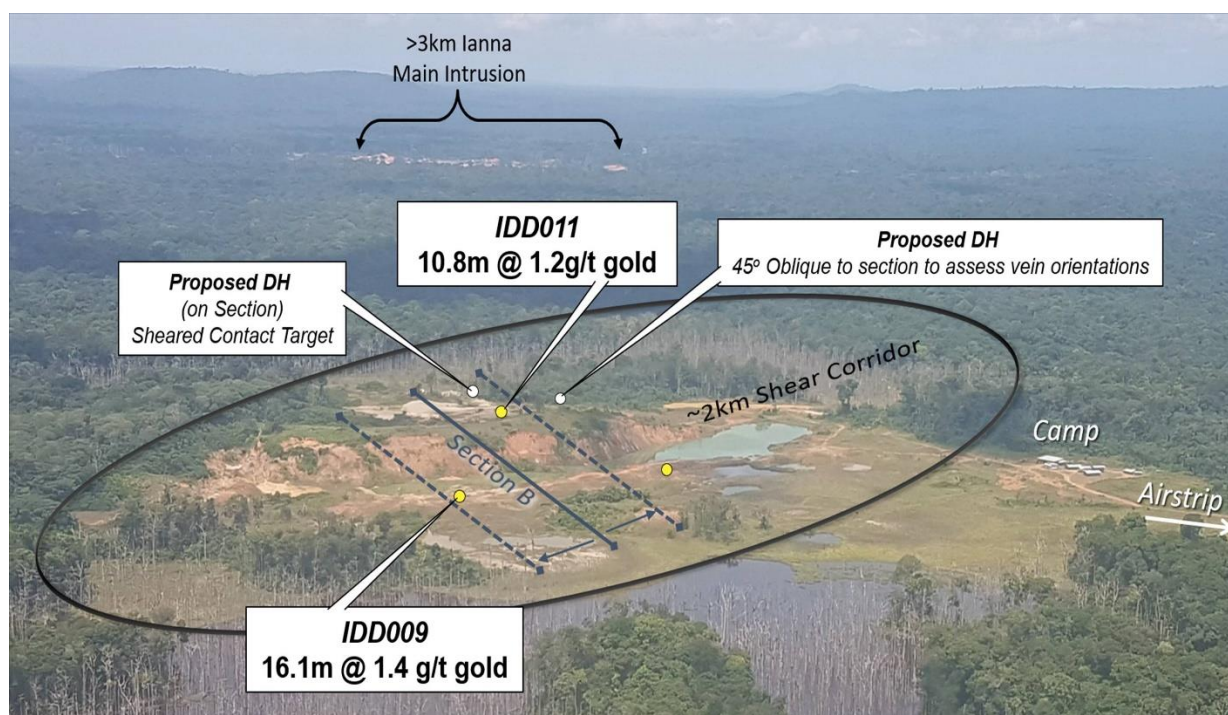 >3km Ianna
Main Intrusion
IDD011
10.8m @ 1.2g/t gold
Proposed DH
45º Oblique to section to assess vein orientations
Proposed DH
(on Section)
Sheared Contact Target
~2km Shear Corridor
Camp
Section B
Airstrip
IDD009
16.1m @ 1.4 g/t gold